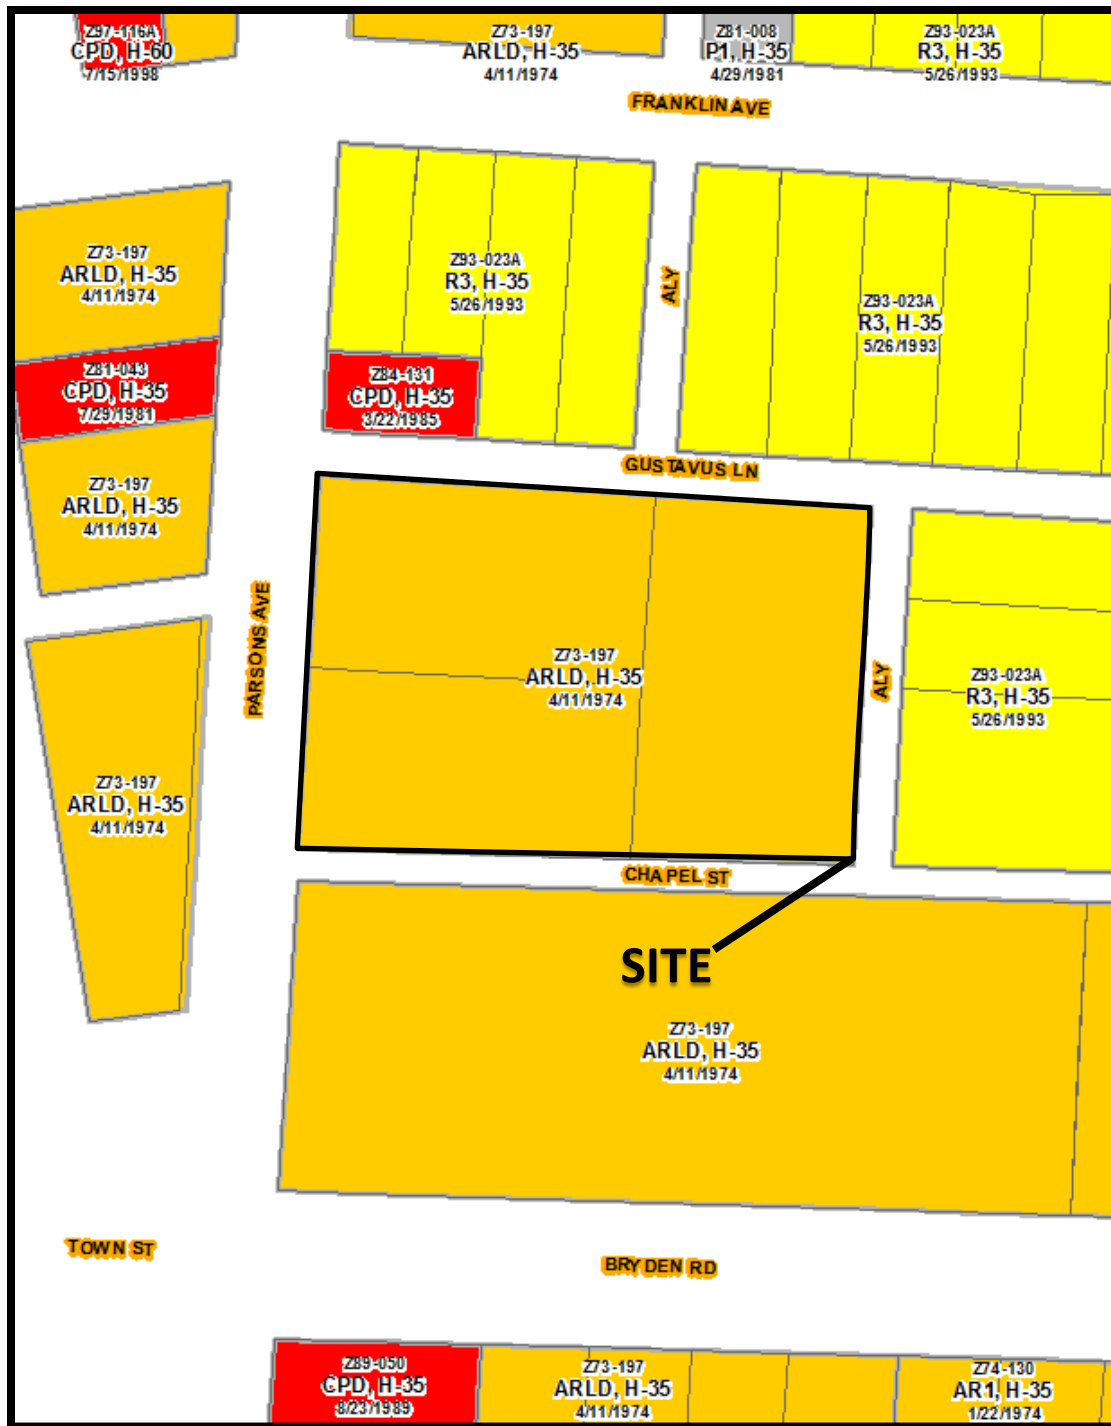 Z97-116A
CPD, H-60
7/15/1998
Z73-197
ARLD, H-35
4/11/1974
Z81-008
P1, H-35
4/29/1981
Z93-023A
R3, H-35
5/26/1993
FRANKLIN AVE
Z73-197
ARLD, H-35
4/11/1974
Z93-023A
R3, H-35
5/26/1993
ALY
Z93-023A
R3, H-35
5/26/1993
Z81-043
CPD, H-35
7/29/1981
Z84-131
CPD, H-35
3/22/1985
GUSTAVUS LN
Z73-197
ARLD, H-35
4/11/1974
PARSONS AVE
Z73-197
ARLD, H-35
4/11/1974
ALY
Z93-023A
R3, H-35
5/26/1993
Z73-197
ARLD, H-35
4/11/1974
CHAPEL ST
SITE
Z73-197
ARLD, H-35
4/11/1974
TOWN ST
BRYDEN RD
Z89-050
CPD, H-35
8/23/1989
Z73-197
ARLD, H-35
4/11/1974
Z74-130
AR1, H-35
1/22/1974